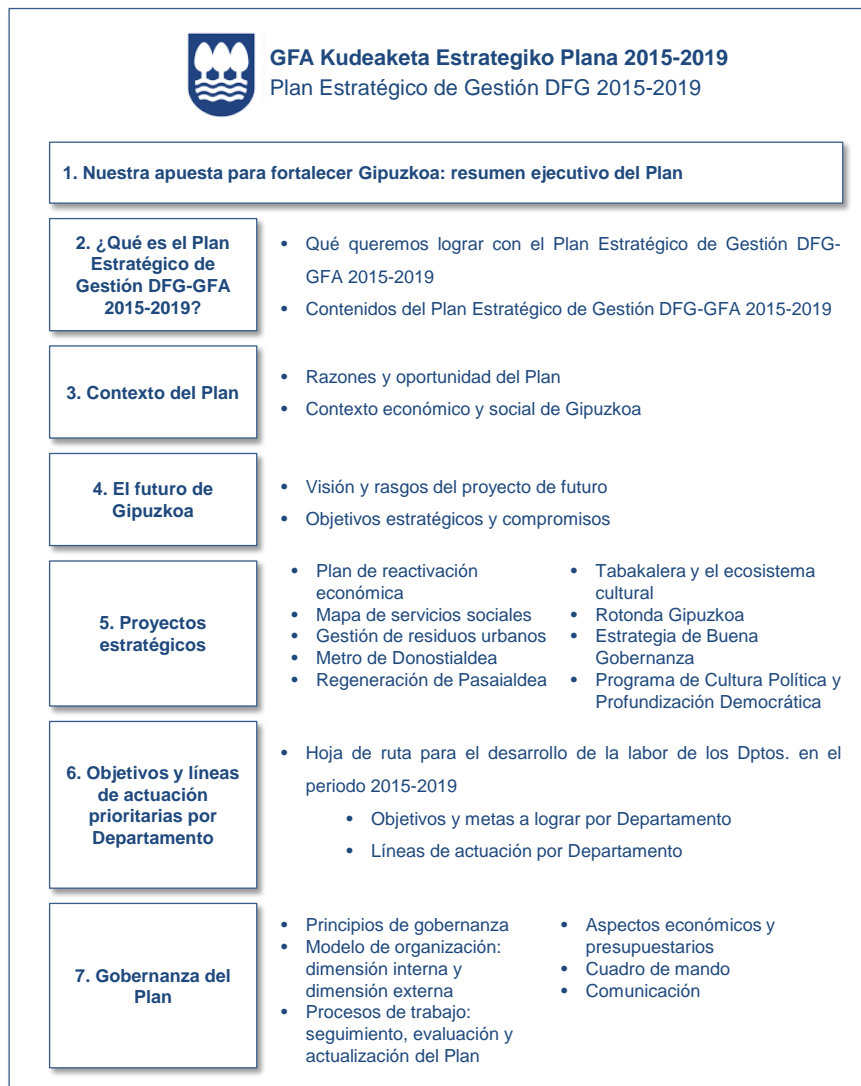 GFA Kudeaketa Estrategiko Plana 2015-2019
Plan Estratégico de Gestión DFG 2015-2019
1. Nuestra apuesta para fortalecer Gipuzkoa: resumen ejecutivo del Plan
2. ¿Qué es el Plan
Estratégico de
Gestión DFG-GFA
2015-2019?
• Qué queremos lograr con el Plan Estratégico de Gestión DFG-
GFA 2015-2019
• Contenidos del Plan Estratégico de Gestión DFG-GFA 2015-2019
3. Contexto del Plan
• Razones y oportunidad del Plan
• Contexto económico y social de Gipuzkoa
4. El futuro de
Gipuzkoa
• Visión y rasgos del proyecto de futuro
• Objetivos estratégicos y compromisos
5. Proyectos
estratégicos
• Plan de reactivación
económica
• Mapa de servicios sociales
• Gestión de residuos urbanos
• Metro de Donostialdea
• Regeneración de Pasaialdea
• Tabakalera y el ecosistema
cultural
• Rotonda Gipuzkoa
• Estrategia de Buena
Gobernanza
• Programa de Cultura Política y
Profundización Democrática
6. Objetivos y líneas
de actuación
prioritarias por
Departamento
• Hoja de ruta para el desarrollo de la labor de los Dptos. en el
periodo 2015-2019
• Objetivos y metas a lograr por Departamento
• Líneas de actuación por Departamento
7. Gobernanza del
Plan
• Principios de gobernanza
• Modelo de organización:
dimensión interna y
dimensión externa
• Procesos de trabajo:
seguimiento, evaluación y
actualización del Plan
• Aspectos económicos y
presupuestarios
• Cuadro de mando
• Comunicación